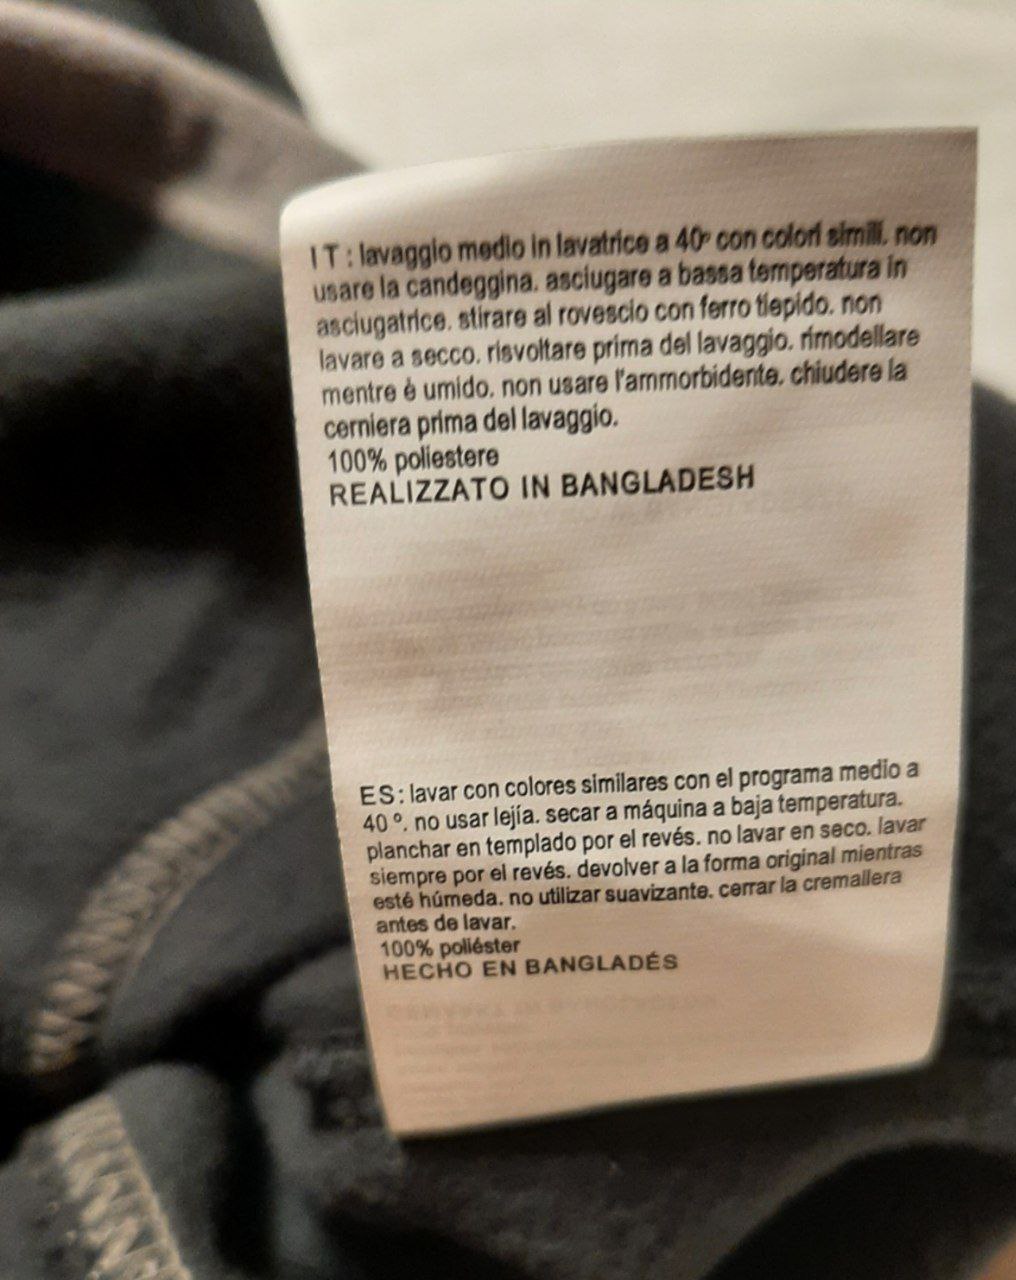 IT : lavaggio medio in lavatrice a 40º con colori simili. non
usare la candeggina. asciugare a bassa temperatura in
asciugatrice. stirare al rovescio con ferro tiepido. non
lavare a secco. risvoltare prima del lavaggio. rimodellare
mentre è umido. non usare l'ammorbidente. chiudere la
cerniera prima del lavaggio.
100% poliestere
REALIZZATO IN BANGLADESH
ES: lavar con colores similares con el programa medio a
40 º. no usar lejía. secar a máquina a baja temperatura.
planchar en templado por el revés. no lavar en seco. lavar
siempre por el revés. devolver a la forma original mientras
esté húmeda. no utilizar suavizante. cerrar la cremallera
antes de lavar.
100% poliéster
HECHO EN BANGLADÉS